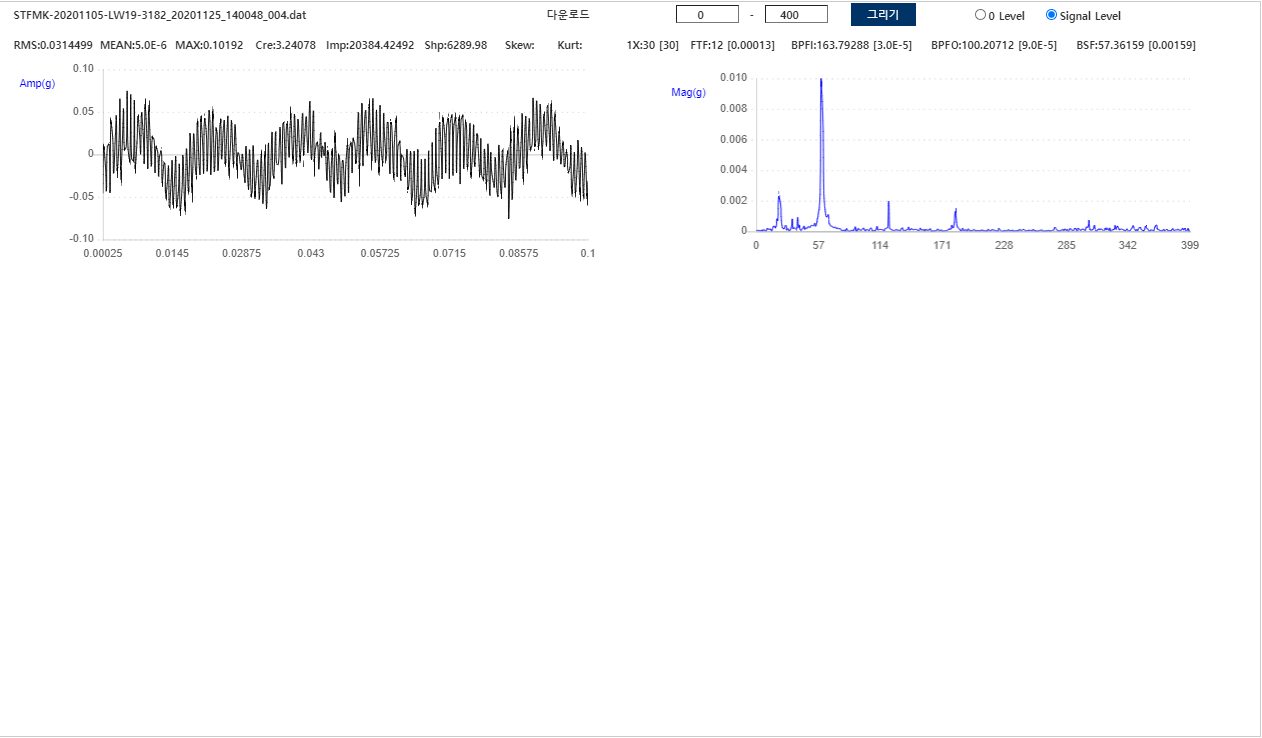 STFMK-20201105-LW19-3182_20201125_140048_004.dat 다운로드 0 - 400 그리기 0 Level Signal Level
RMS:0.0314499 MEAN:5.0E-6 MAX:0.10192 Cre:3.24078 Imp:20384.42492 Shp:6289.98 Skew: Kurt: 1X:30 [30] FTF:12 [0.00013] BPFI:163.79288 [3.0E-5] BPFO:100.20712 [9.0E-5] BSF:57.36159 [0.00159]
Amp(g)
0.10
0.05
0
-0.05
-0.10
0.00025 0.0145 0.02875 0.043 0.05725 0.0715 0.08575 0.1
Mag(g)
0.010
0.008
0.006
0.004
0.002
0
0 57 114 171 228 285 342 399